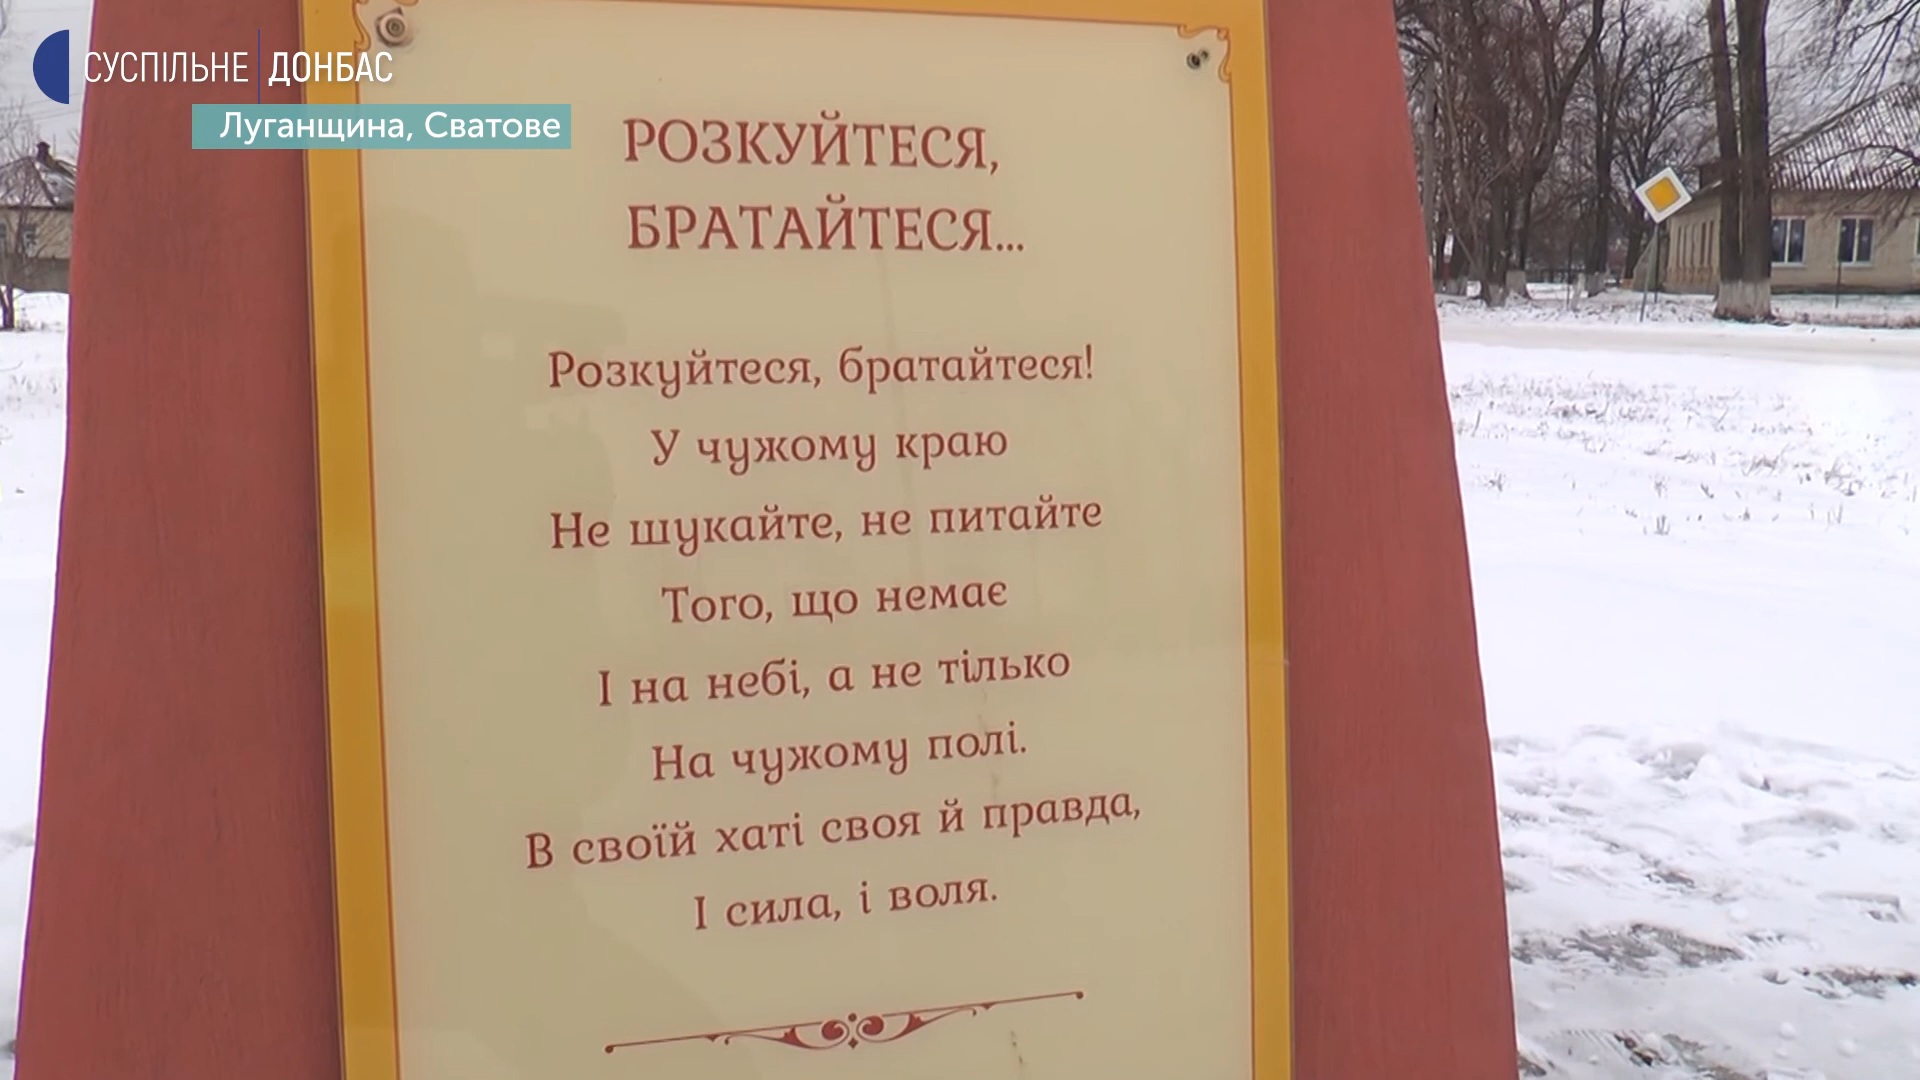 СУСПІЛЬНЕ ДОНБАС
Луганщина, Сватове
РОЗКУЙТЕСЯ,
БРАТАЙТЕСЯ...
Розкуйтеся, братайтеся!
У чужому краю
Не шукайте, не питайте
Того, що немає
І на небі, а не тілько
На чужому полі.
В своїй хаті своя й правда,
І сила, і воля.